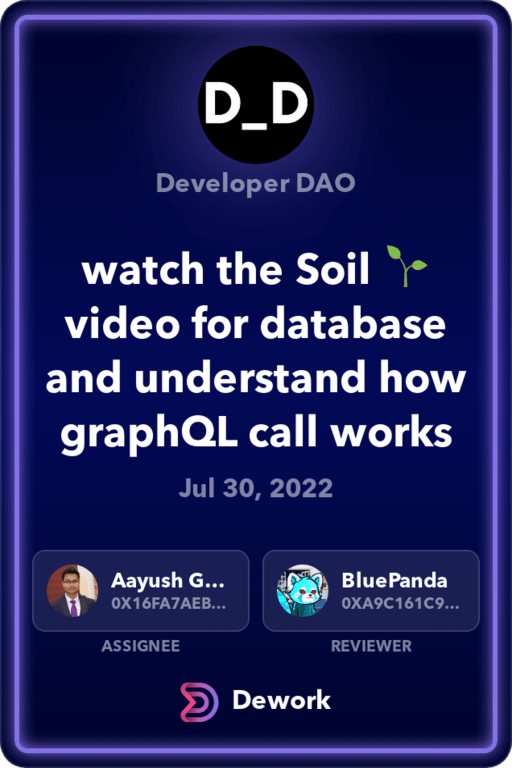 D_D
Developer DAO
watch the Soil 🌱
video for database
and understand how
graphQL call works
Jul 30, 2022
Aayush G...
0X16FA7AEB...
BluePanda
0XA9C161C9...
ASSIGNEE
REVIEWER
Dework